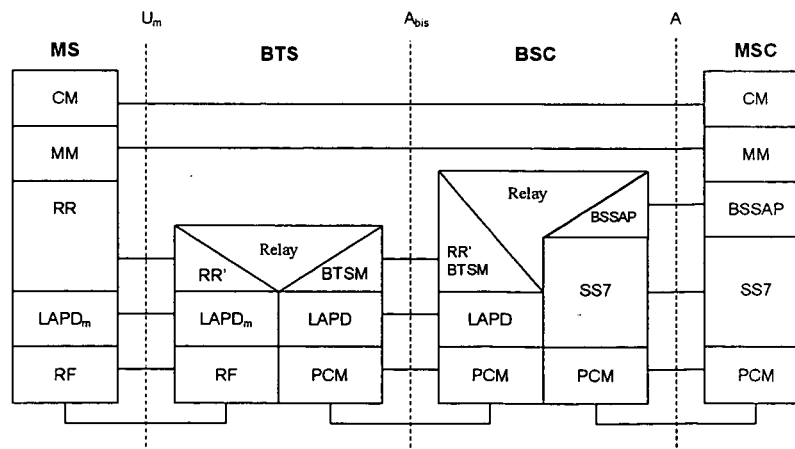 Um Abis A
MS BTS BSC MSC
CM CM
MM MM
RR Relay BSSAP BSSAP
Relay RR' BTSM
RR' BTSM SS7 SS7
LAPDm LAPDm LAPD LAPD
RF RF PCM PCM PCM PCM